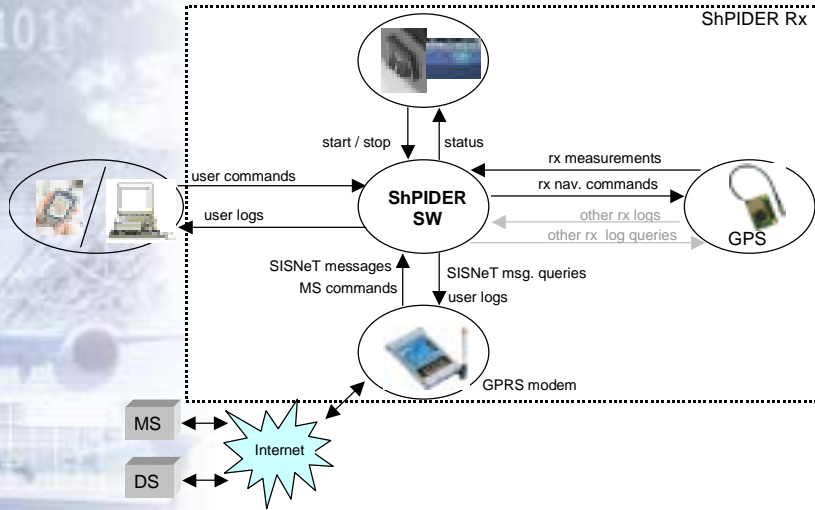 101
ShPIDER Rx
start / stop
status
rx measurements
user commands
rx nav. commands
ShPIDER
SW
user logs
other rx logs
other rx log queries
GPS
SISNeT messages
MS commands
SISNeT msg. queries
user logs
GPRS modem
MS
Internet
DS